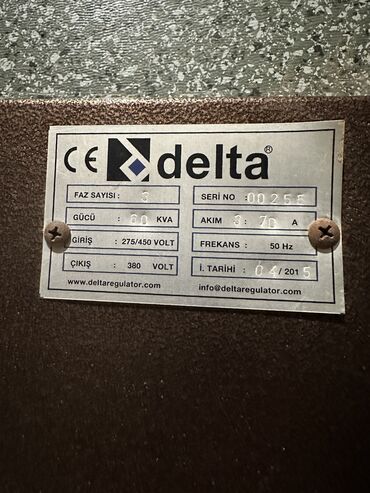 CE delta®
FAZ SAYISI : 3
SERİ NO : 00255
GÜCÜ : 60 KVA
AKIM : 3x70 A
GİRİŞ : 275/450 VOLT
FREKANS : 50 Hz
ÇIKIŞ : 380 VOLT
İ. TARİHİ : 04/2015
www.deltaregulator.com
info@deltaregulator.com